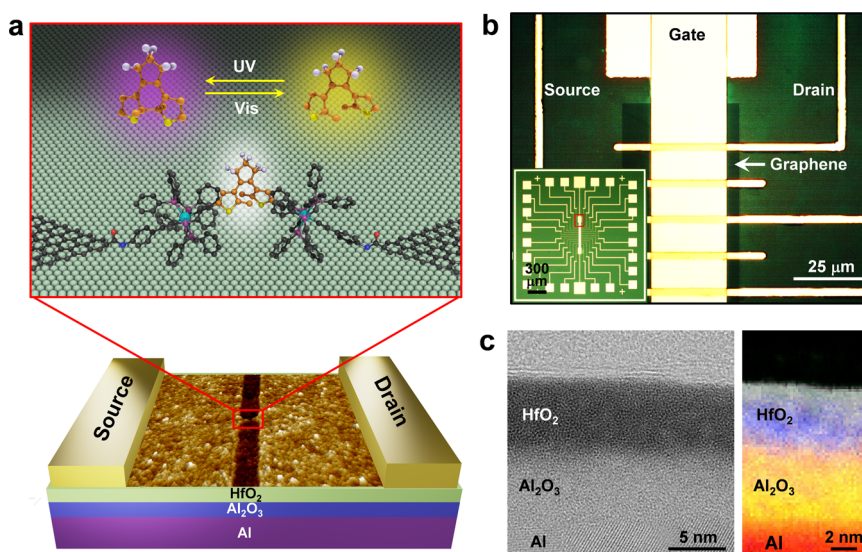 a
UV
Vis
Source
Drain
HfO₂
Al₂O₃
Al
b
Gate
Source
Drain
Graphene
300
μm
25 μm
c
HfO₂
Al₂O₃
Al
5 nm
HfO₂
Al₂O₃
Al
2 nm